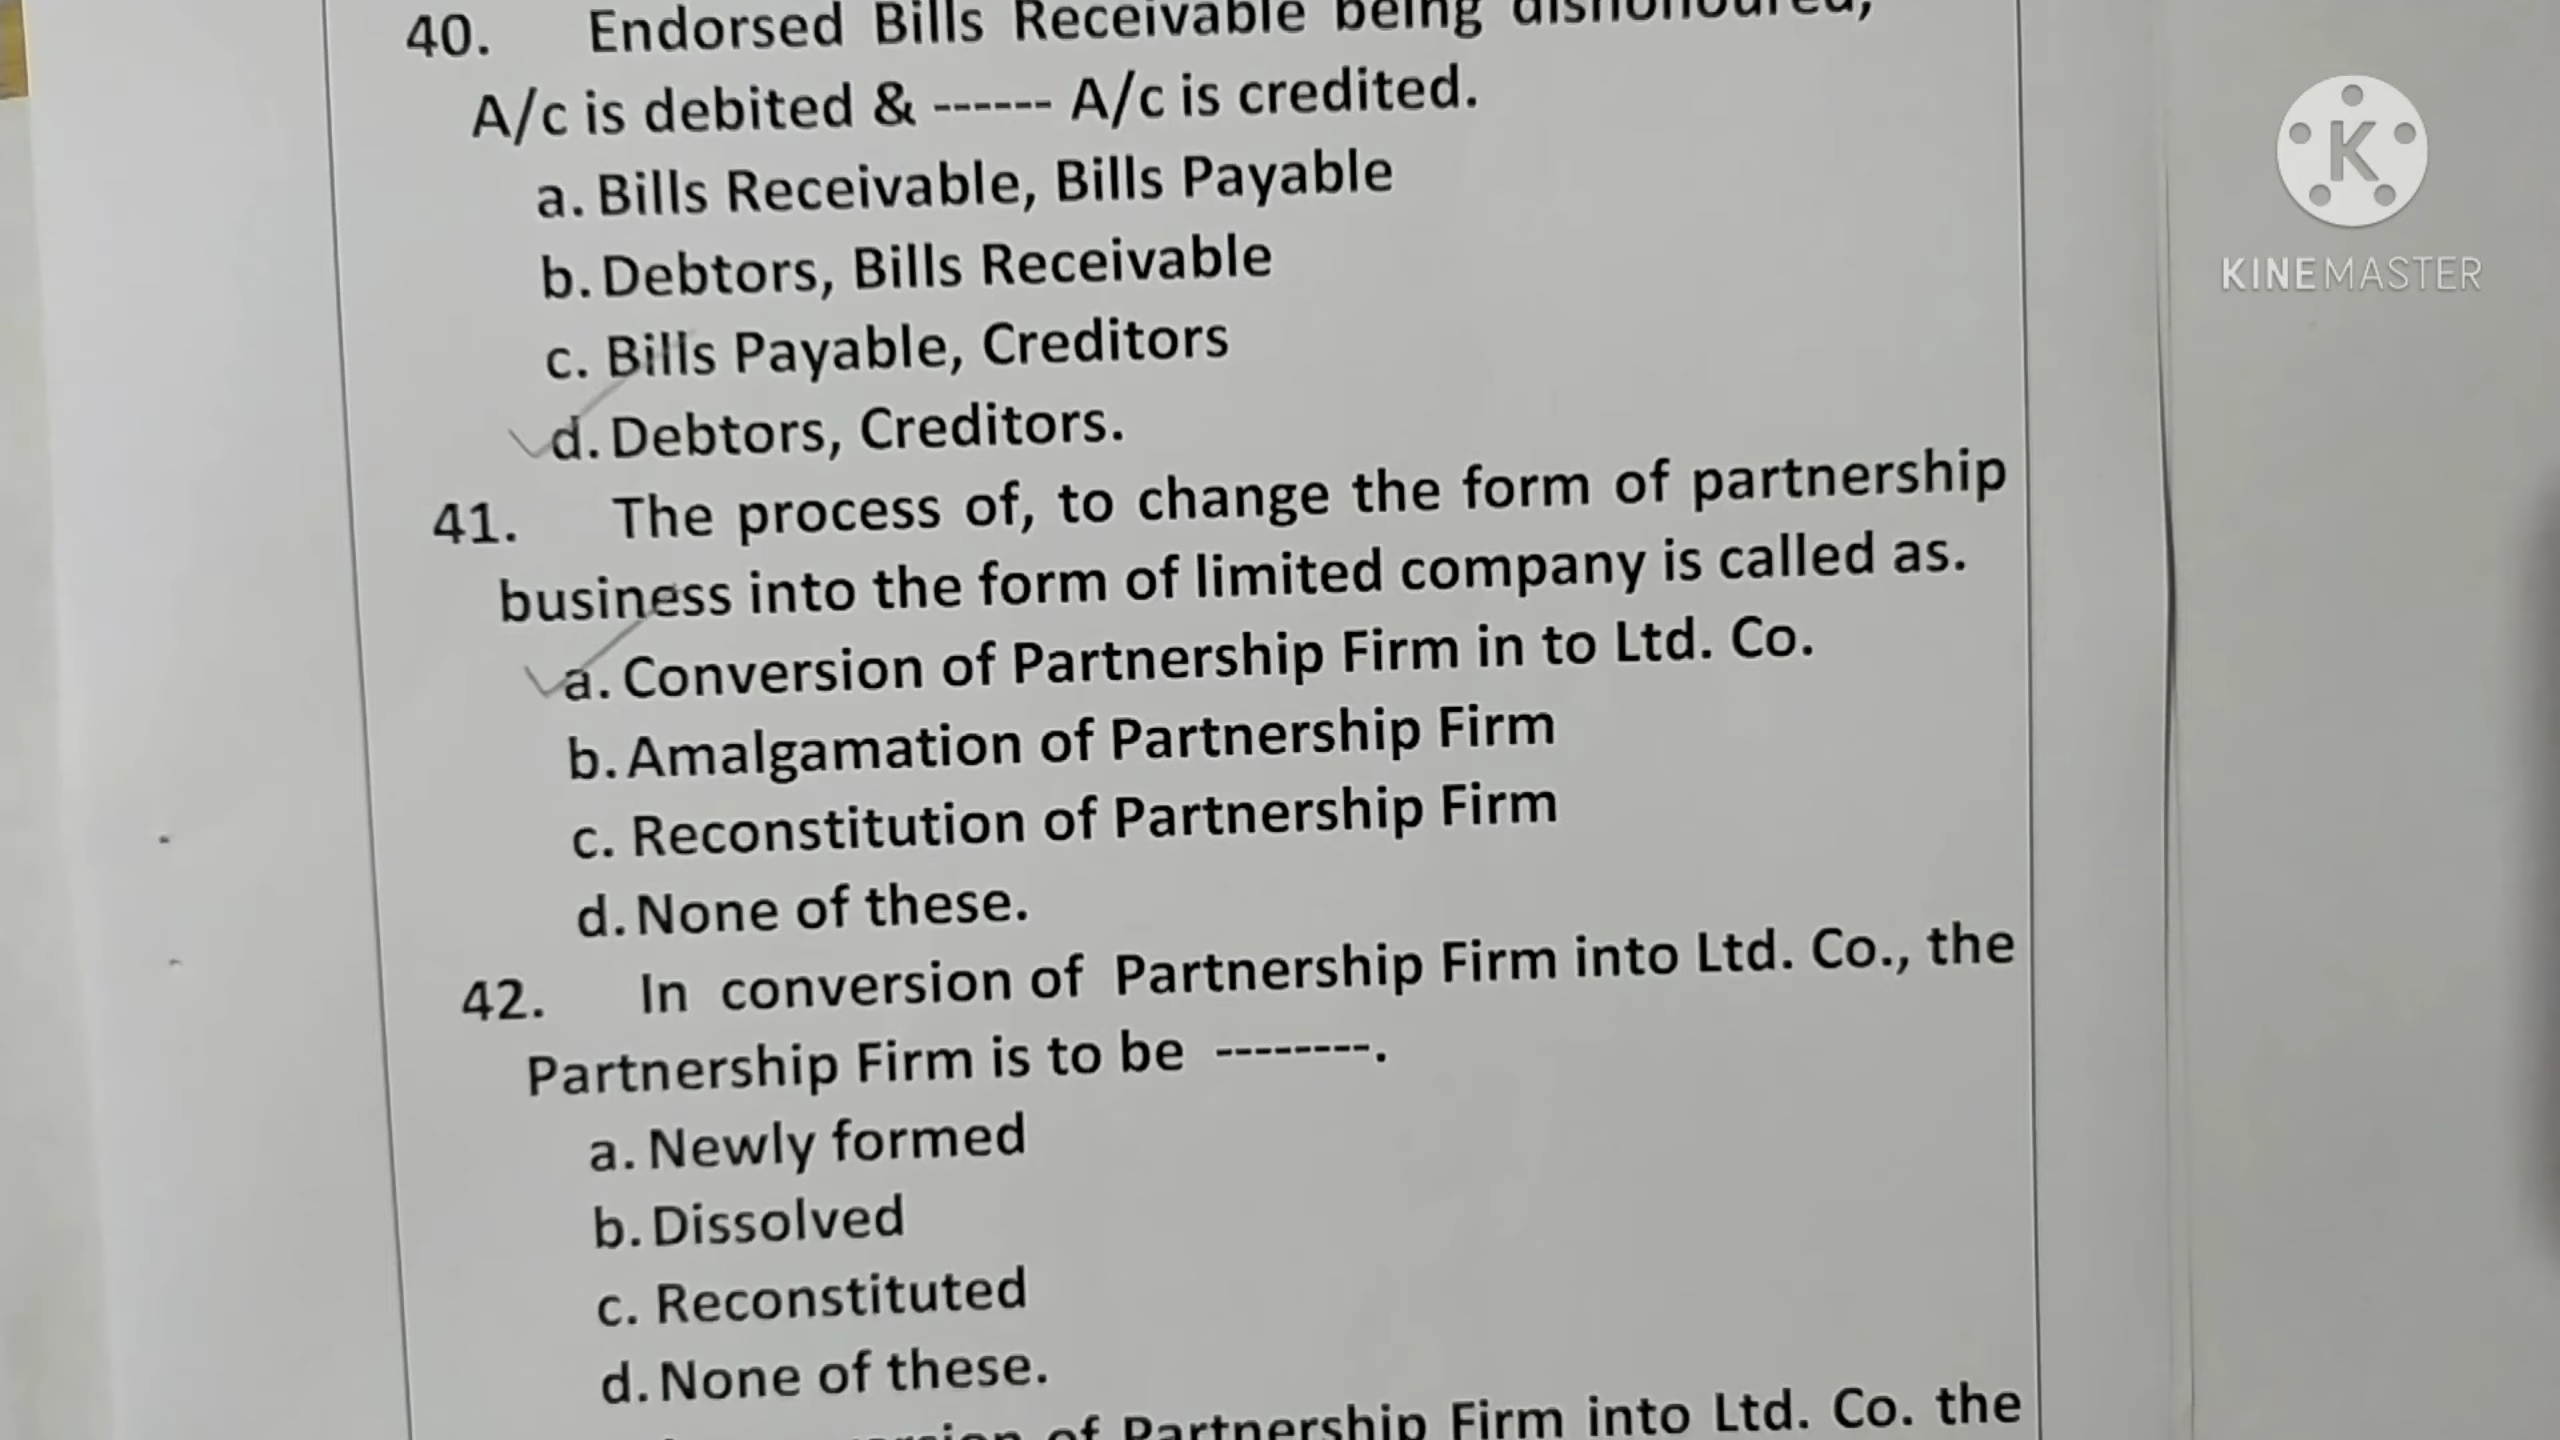 40. Endorsed Bills Receivable being dishonoured,
A/c is debited & ------ A/c is credited.
a. Bills Receivable, Bills Payable
b. Debtors, Bills Receivable
c. Bills Payable, Creditors
d. Debtors, Creditors.
41. The process of, to change the form of partnership
business into the form of limited company is called as.
a. Conversion of Partnership Firm in to Ltd. Co.
b. Amalgamation of Partnership Firm
c. Reconstitution of Partnership Firm
d. None of these.
42. In conversion of Partnership Firm into Ltd. Co., the
Partnership Firm is to be --------.
a. Newly formed
b. Dissolved
c. Reconstituted
d. None of these.
of Partnership Firm into Ltd. Co. the
K
KINEMASTER